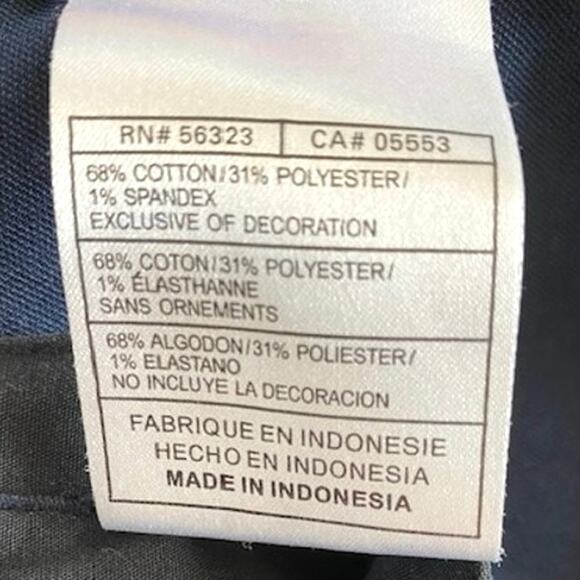 RN# 56323 CA# 05553
68% COTTON/31% POLYESTER/
1% SPANDEX
EXCLUSIVE OF DECORATION
68% COTON/31% POLYESTER/
1% ÉLASTHANNE
SANS ORNEMENTS
68% ALGODON/31% POLIESTER/
1% ELASTANO
NO INCLUYE LA DECORACION
FABRIQUE EN INDONESIE
HECHO EN INDONESIA
MADE IN INDONESIA